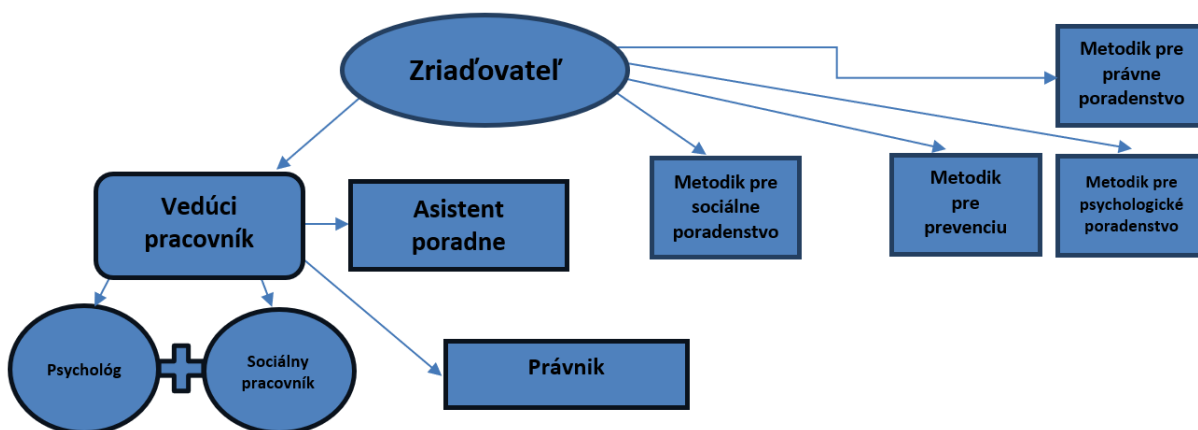 Zriaďovateľ
Metodik pre
právne
poradenstvo
Vedúci
pracovník
Asistent
poradne
Metodik pre
sociálne
poradenstvo
Metodik
pre
prevenciu
Metodik pre
psychologické
poradenstvo
Psychológ
Sociálny
pracovník
Právnik